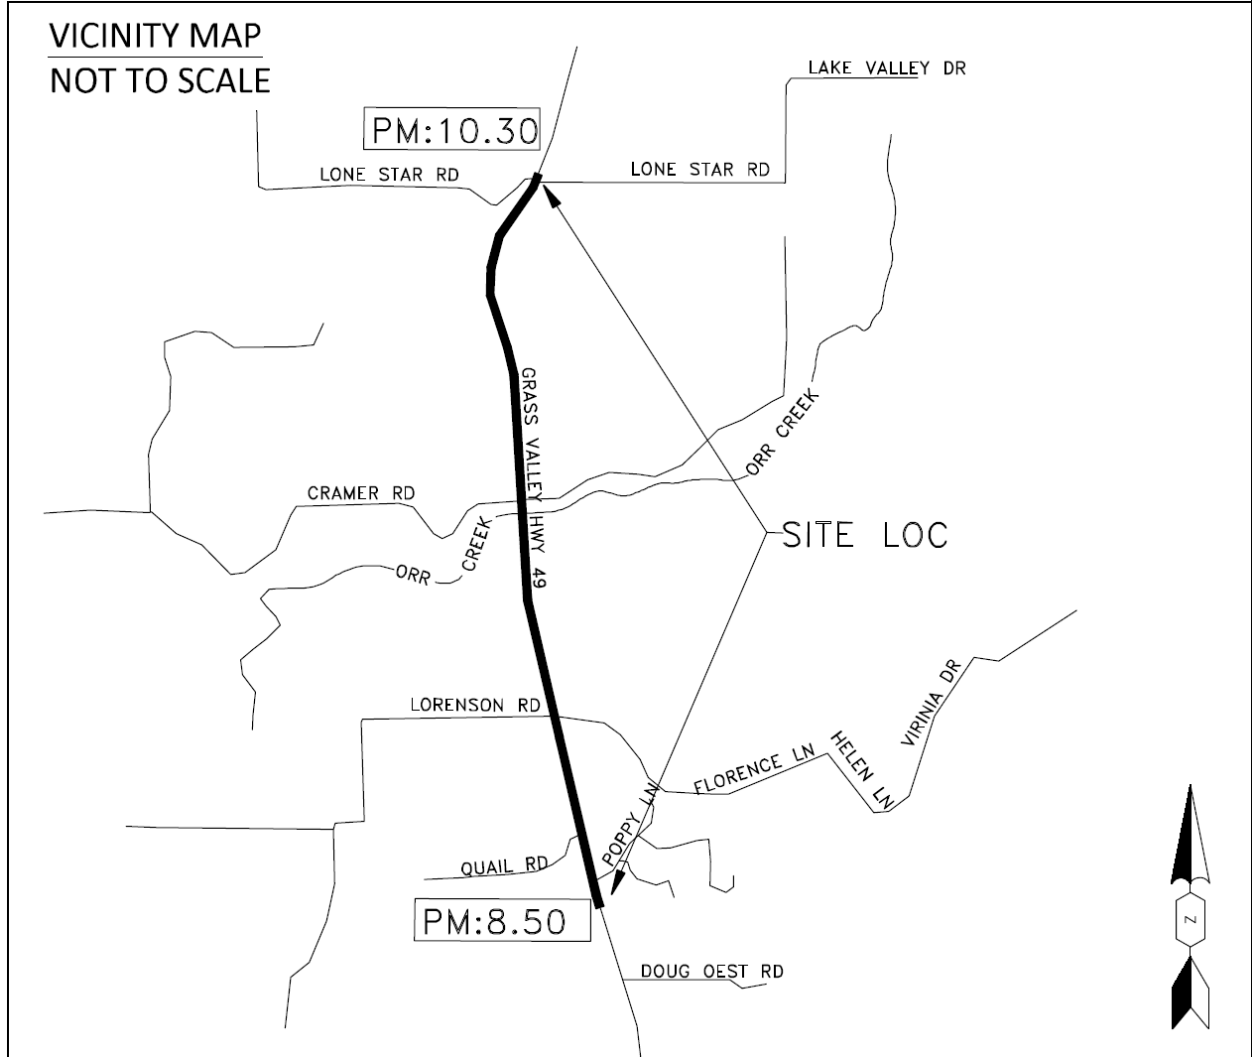 VICINITY MAP
NOT TO SCALE
LAKE VALLEY DR
PM:10.30
LONE STAR RD
LONE STAR RD
GRASS VALLEY HWY 49
ORR CREEK
CRAMER RD
ORR CREEK
SITE LOC
LORENSON RD
VIRINIA DR
HELEN LN
FLORENCE LN
POPPY LN
QUAIL RD
PM:8.50
Z
DOUG OEST RD